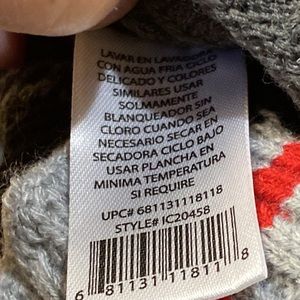 LAVAR EN LAVADORA
CON AGUA FRIA CICLO
DELICADO Y COLORES
SIMILARES USAR
SOLMAMENTE
BLANQUEADOR SIN
CLORO CUANDO SEA
NECESARIO SECAR EN
SECADORA CICLO BAJO
USAR PLANCHA EN
MINIMA TEMPERATURA
SI REQUIRE
UPC# 681131118118
STYLE# IC20458
6 81131 11811 8